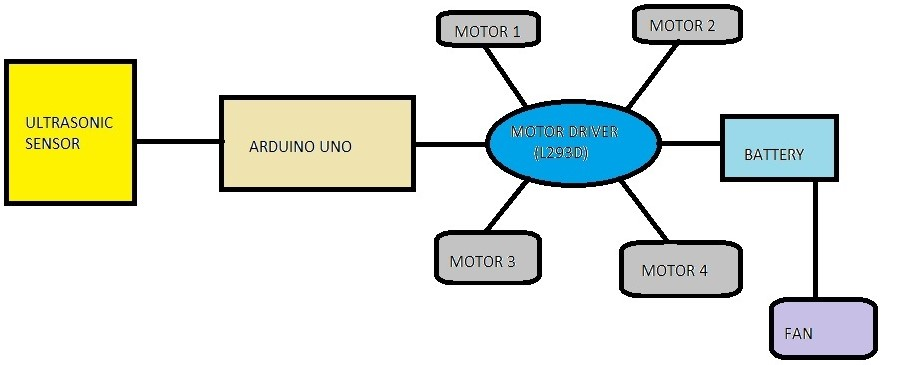 MOTOR 1
MOTOR 2
ULTRASONIC
SENSOR
ARDUINO UNO
MOTOR DRIVER
(L293D)
BATTERY
MOTOR 3
MOTOR 4
FAN